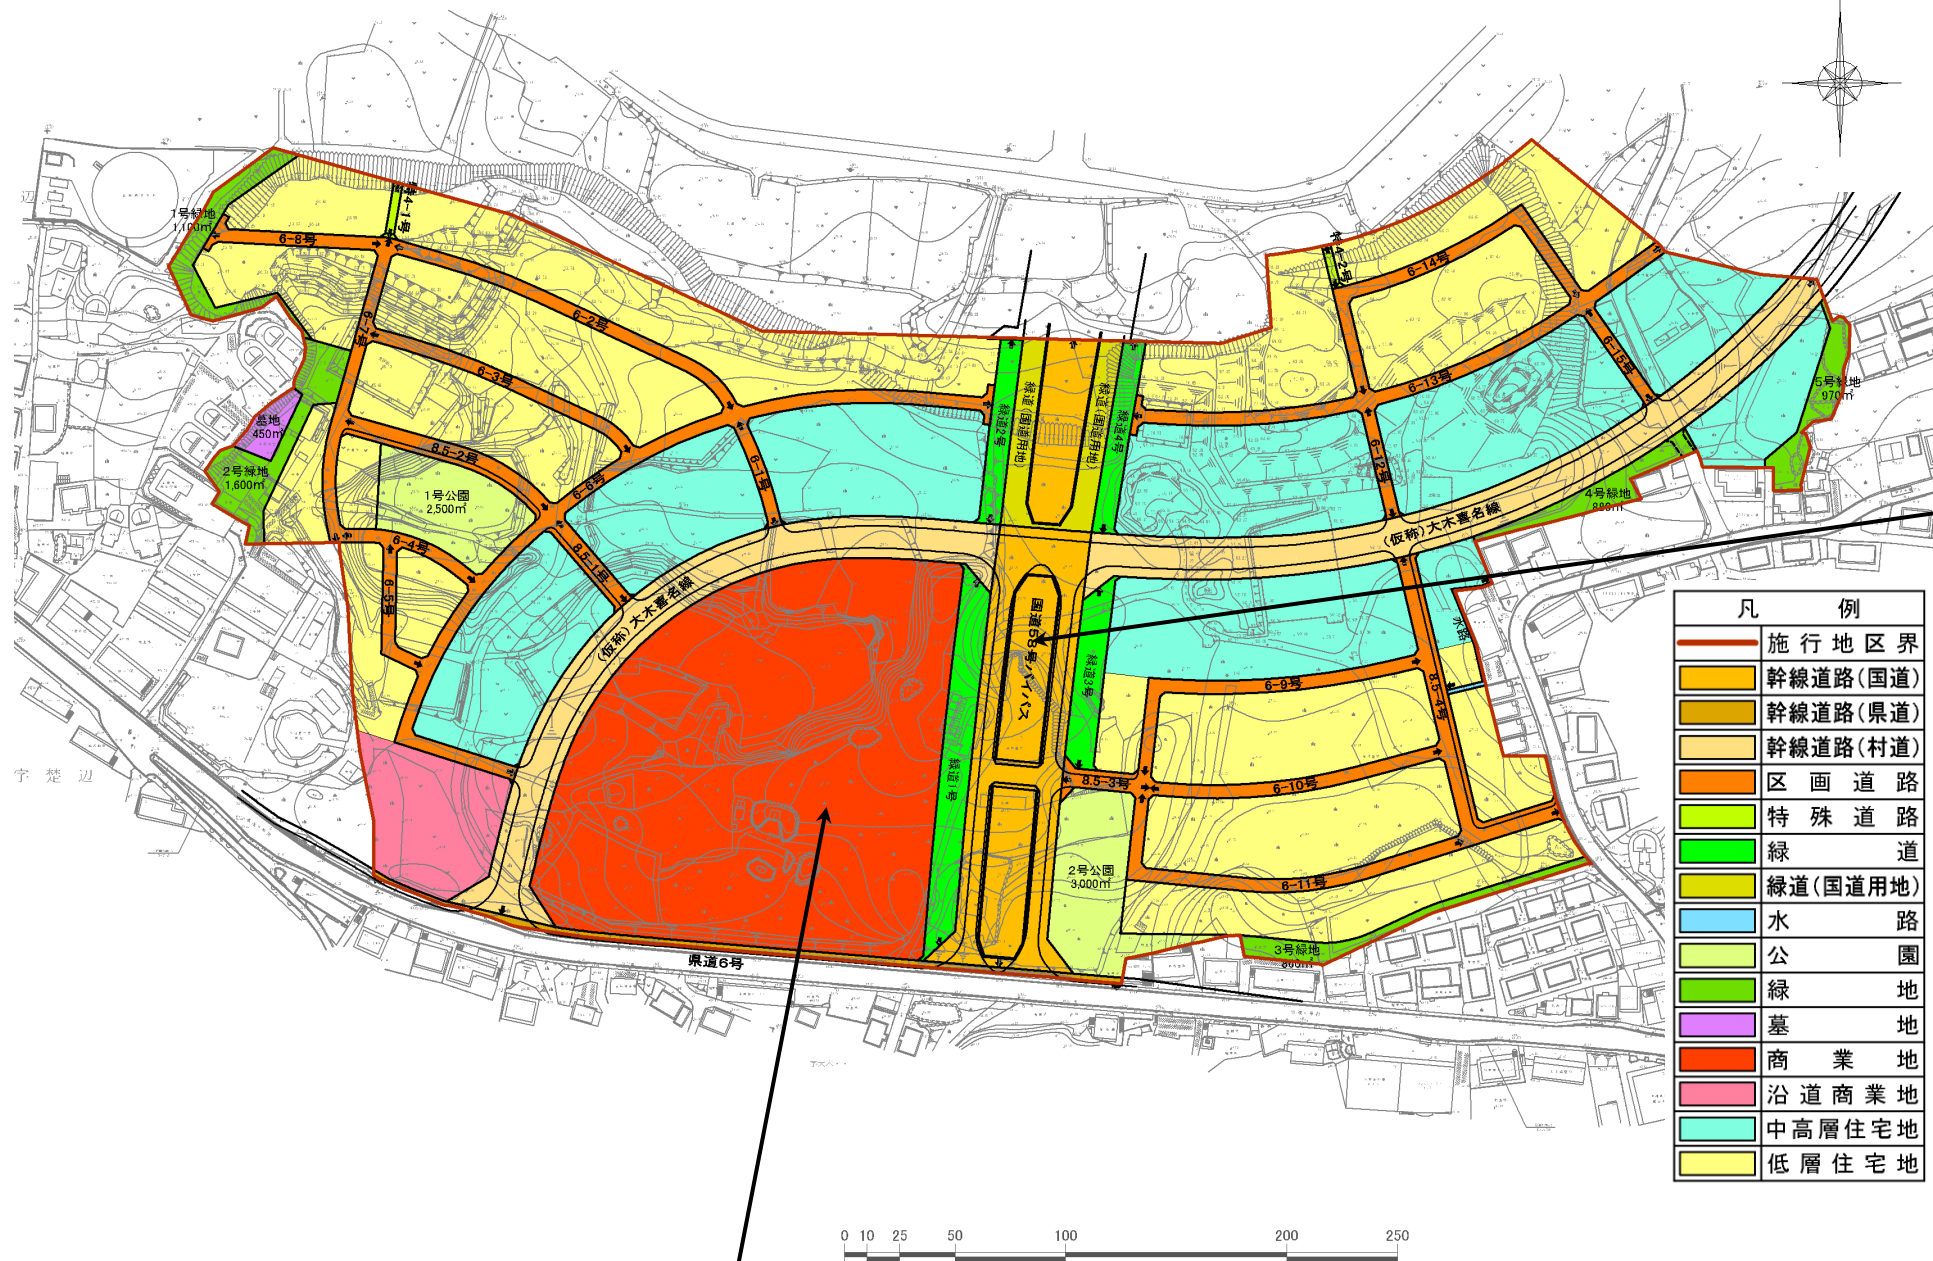 1号緑地
1,100㎡
6-8号
特4-1号
6-7号
6-2号
6-3号
墓地
450㎡
2号緑地
1,600㎡
8.5-2号
1号公園
2,500㎡
6-6号
6-1号
6-4号
6-5号
8.5-1号
(仮称)大木喜名線
緑道2号
緑道(国道用地)
緑道(国道用地)
緑道4号
特4-2号
6-14号
6-13号
6-15号
6-12号
5号緑地
970㎡
4号緑地
880㎡
(仮称)大木喜名線
国道58号バイパス
緑道3号
緑道1号
水路
6-9号
8.5-4号
8.5-3号
6-10号
2号公園
3,000㎡
6-11号
3号緑地
800㎡
県道6号
字楚辺
辺
凡例
施行地区界
幹線道路(国道)
幹線道路(県道)
幹線道路(村道)
区画道路
特殊道路
緑道
緑道(国道用地)
水路
公園
緑地
墓地
商業地
沿道商業地
中高層住宅地
低層住宅地
0 10 25 50 100 200 250